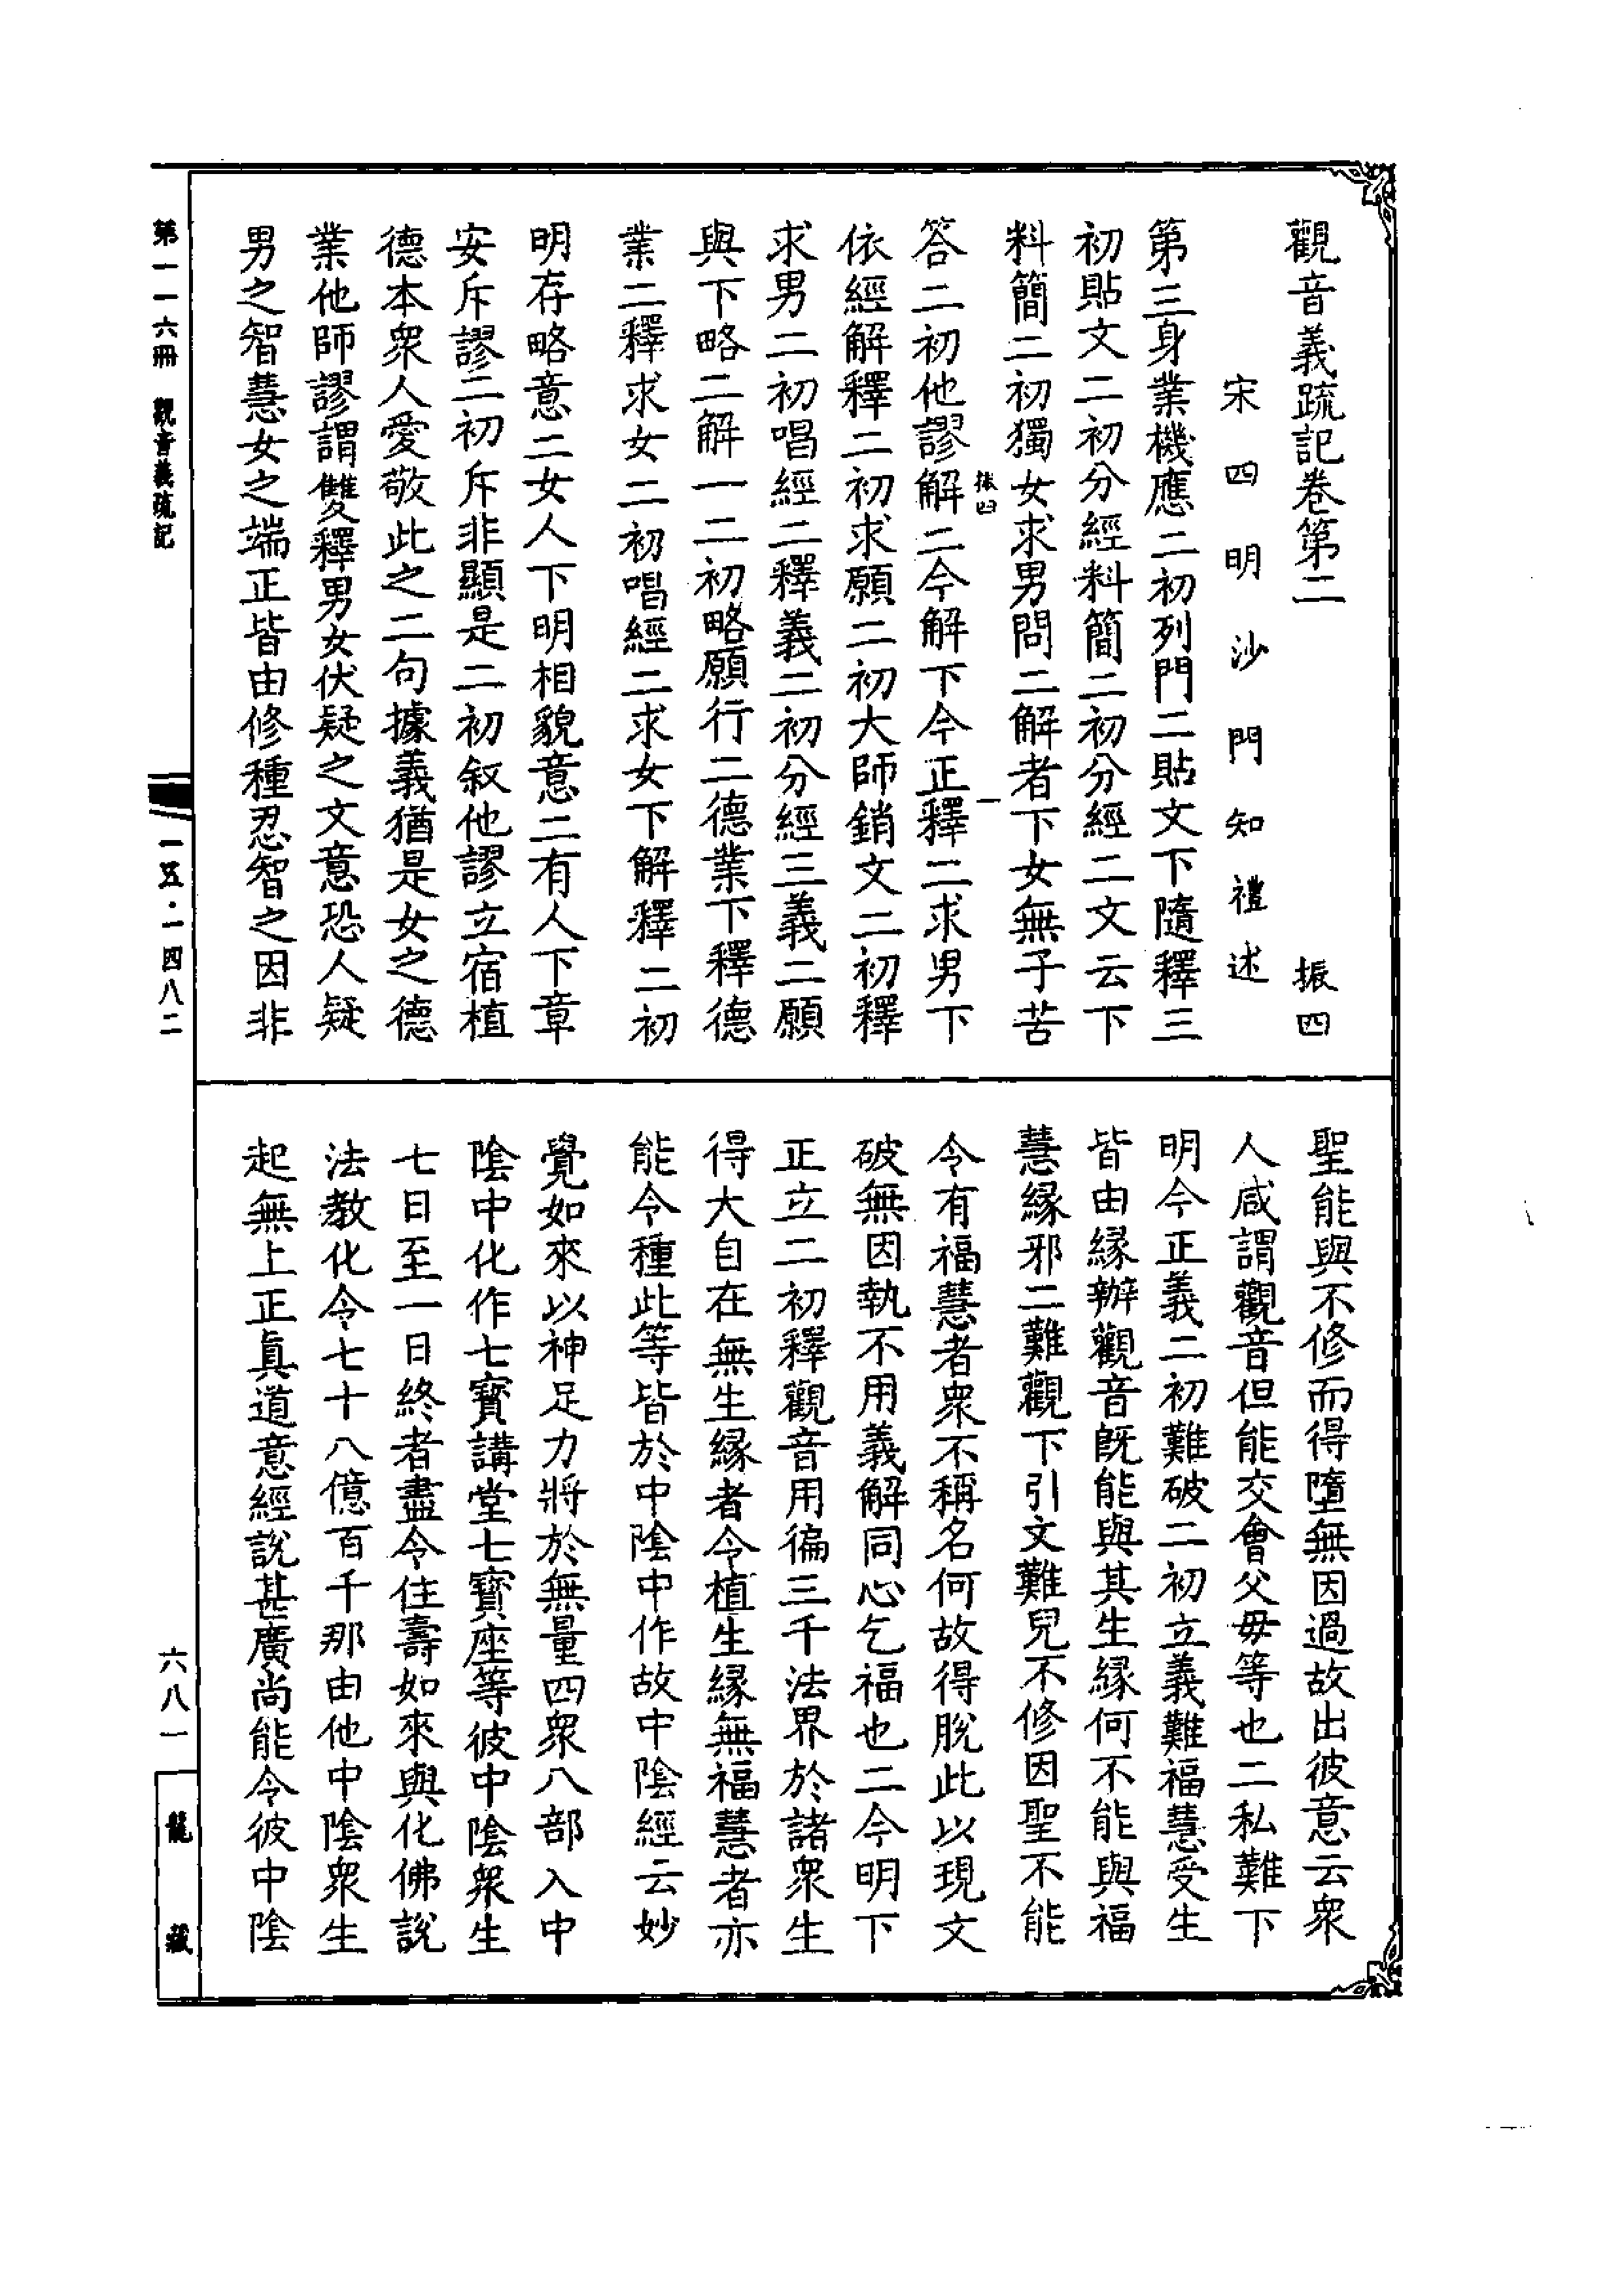 觀音義疏記卷第二
振四
宋四明沙門知禮述
第三身業機應二初列門二貼文下隨釋三
初貼文二初分經料簡二初分經二文云下
料簡二初獨女求男問二解者下女無子苦
振四
一
答二初他謬解二今解下今正釋二求男下
依經解釋二初求願二初大師銷文二初釋
求男二初唱經二釋義二初分經三義二願
與下略二解一二初略願行二德業下釋德
業二釋求女二初唱經二求女下解釋二初
明存略意二女人下明相貌意二有人下章
安斥謬二初斥非顯是二初叙他謬立宿植
德本衆人愛敬此之二句據義猶是女之德
業他師謬謂雙釋男女伏疑之文意恐人疑
男之智慧女之端正皆由修種忍智之因非
聖能與不修而得墮無因過故出彼意云衆
人咸謂觀音但能交會父毋等也二私難下
明今正義二初難破二初立義難福慧受生
皆由緣辦觀音旣能與其生緣何不能與福
慧緣邪二難觀下引文難兒不修因聖不能
令有福慧者衆不稱名何故得脫此以現文
破無因執不用義解同心乞福也二今明下
正立二初釋觀音用徧三千法界於諸衆生
得大自在無生緣者令植生緣無福慧者亦
能令種此等皆於中陰中作故中陰經云妙
覺如來以神足力將於無量四衆八部入中
陰中化作七寶講堂七寶座等彼中陰衆生
七日至一日終者盡令住壽如來與化佛說
法教化令七十八億百千那由他中陰衆生
起無上正眞道意經說甚廣尚能令彼中陰
第一一六冊　觀音義疏記
一五·一四八二
六八一
龍藏